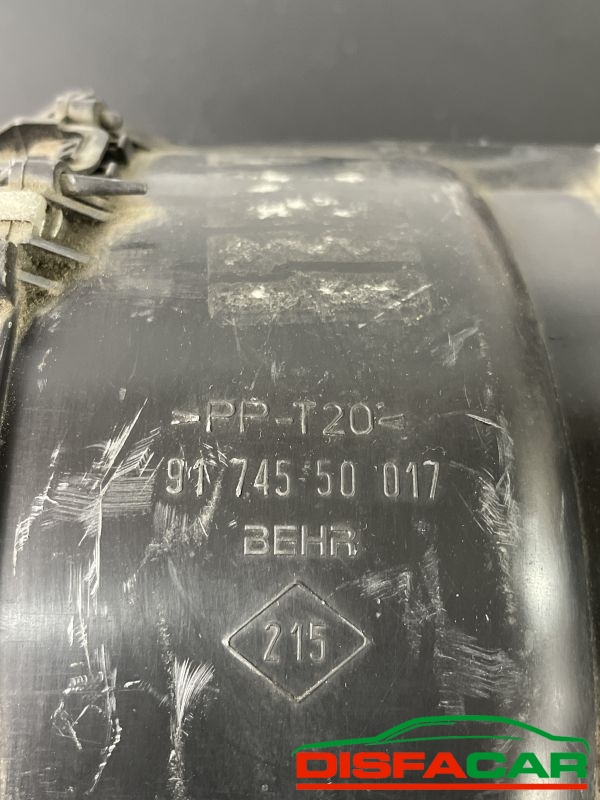 >PP-T20<
91 745 50 017
BEHR
215
DISFACAR